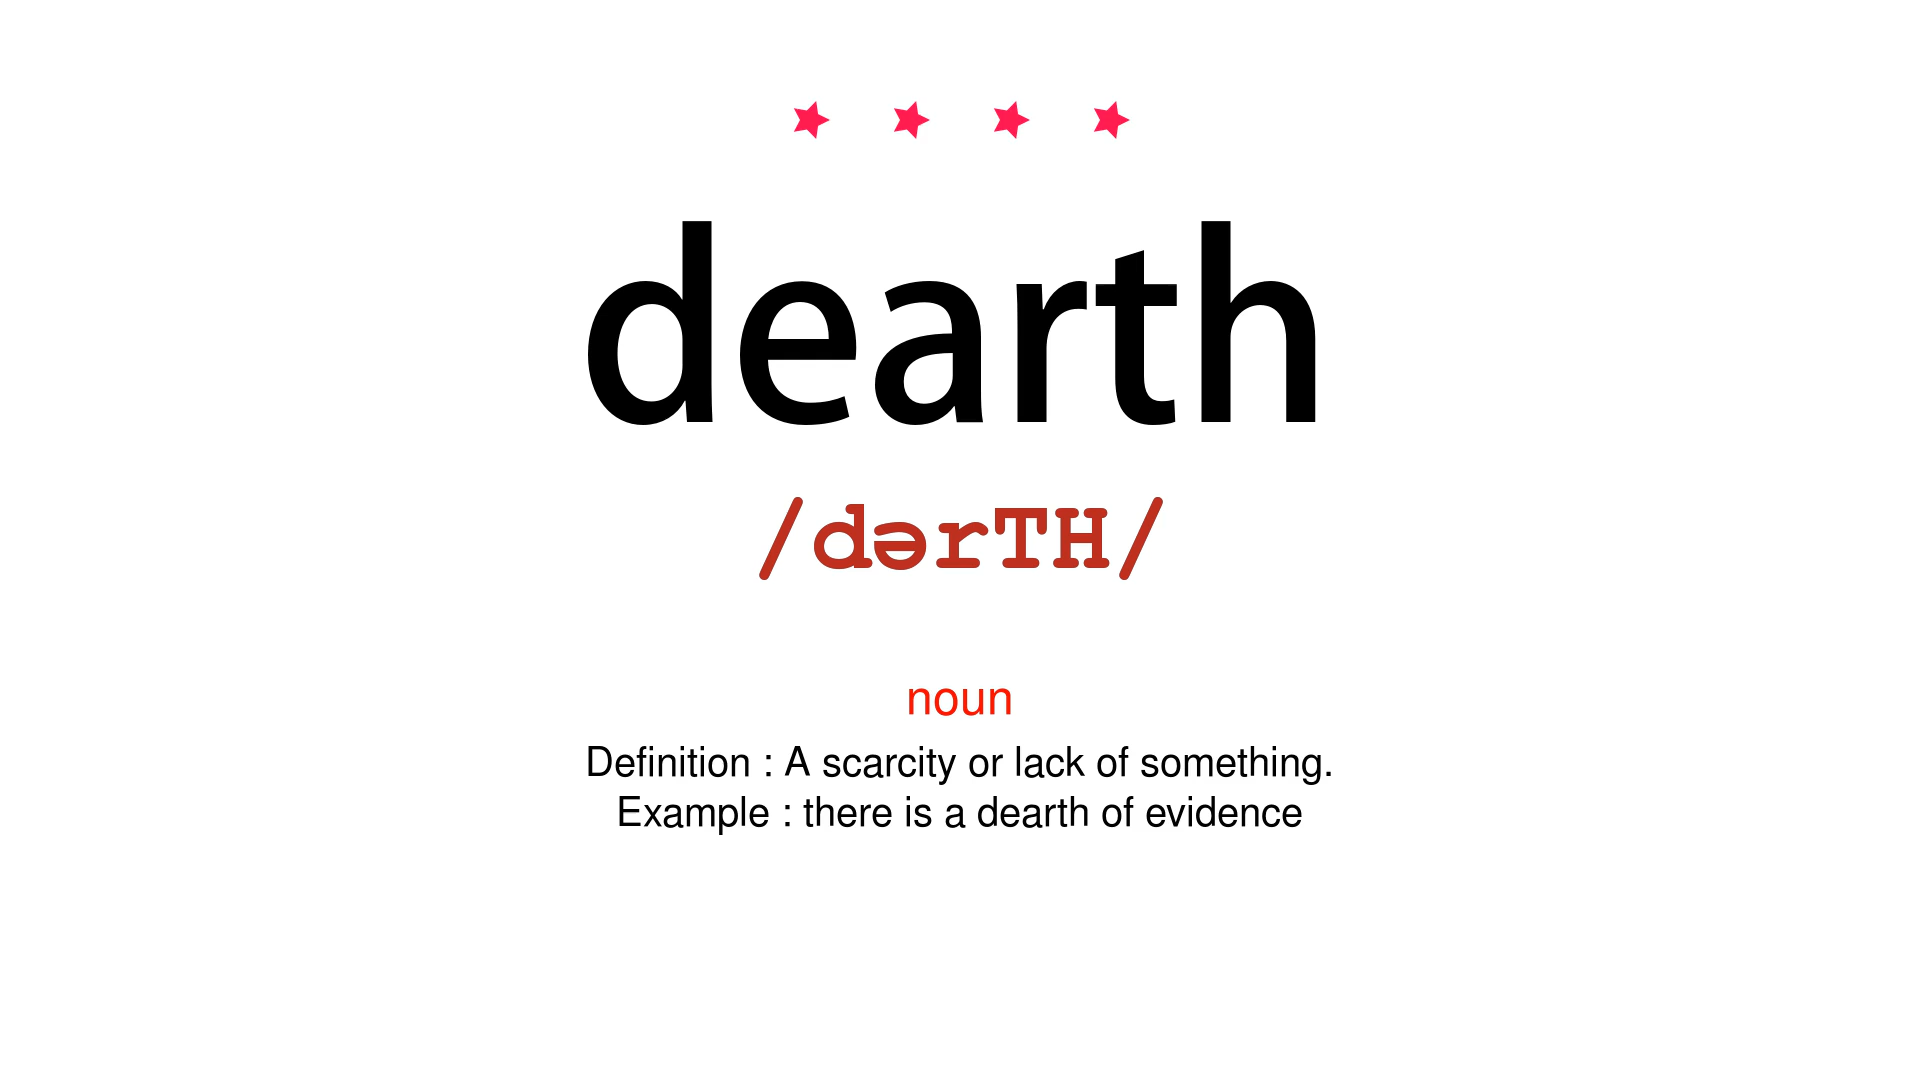 dearth
/dərTH/
noun
Definition : A scarcity or lack of something.
Example : there is a dearth of evidence